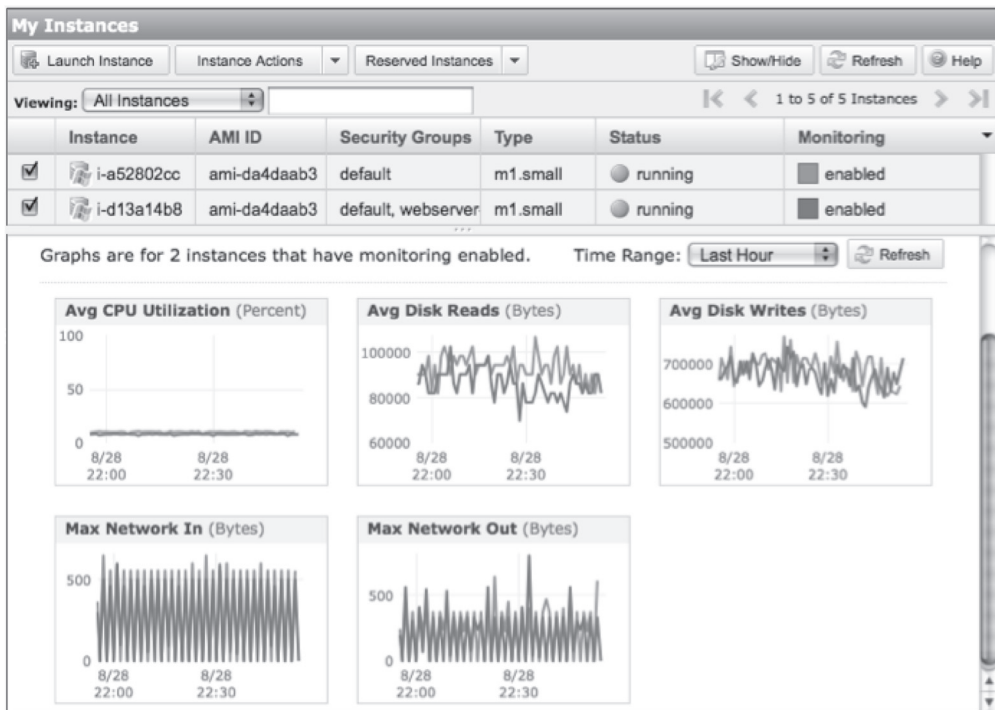 My Instances
Launch Instance Instance Actions Reserved Instances Show/Hide Refresh Help
Viewing: All Instances 1 to 5 of 5 Instances
Instance AMI ID Security Groups Type Status Monitoring
i-a52802cc ami-da4daab3 default m1.small running enabled
i-d13a14b8 ami-da4daab3 default, webserver m1.small running enabled
Graphs are for 2 instances that have monitoring enabled. Time Range: Last Hour Refresh
Avg CPU Utilization (Percent)
100
50
0
8/28 8/28
22:00 22:30
Avg Disk Reads (Bytes)
100000
80000
60000
8/28 8/28
22:00 22:30
Avg Disk Writes (Bytes)
700000
600000
500000
8/28 8/28
22:00 22:30
Max Network In (Bytes)
500
0
8/28 8/28
22:00 22:30
Max Network Out (Bytes)
500
0
8/28 8/28
22:00 22:30